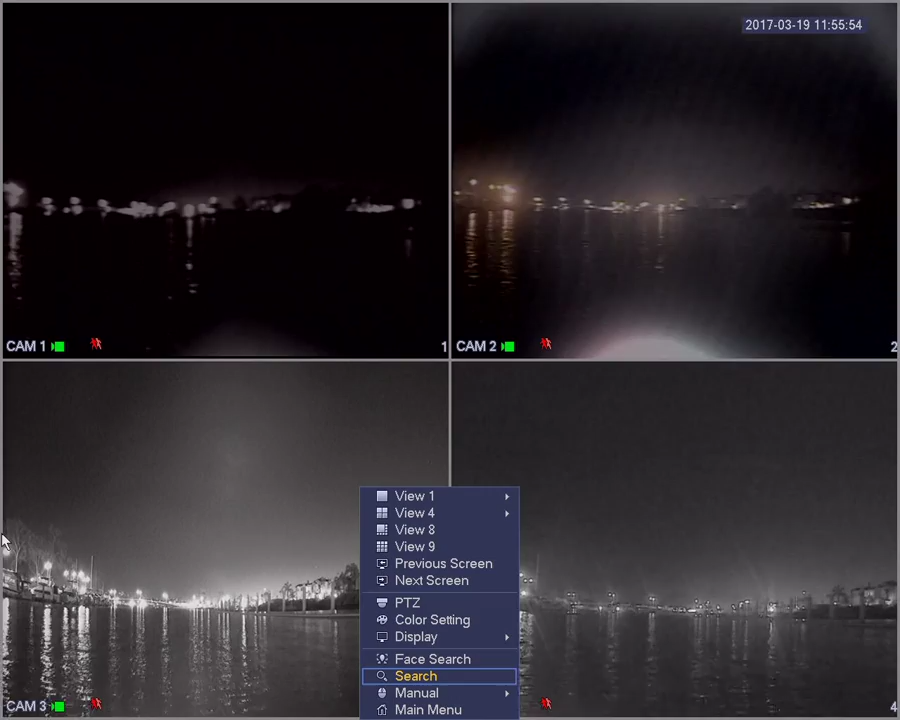 2017-03-19 11:55:54
CAM 1
1
CAM 2
2
View 1
View 4
View 8
View 9
Previous Screen
Next Screen
PTZ
Color Setting
Display
Face Search
Search
Manual
Main Menu
CAM 3
4